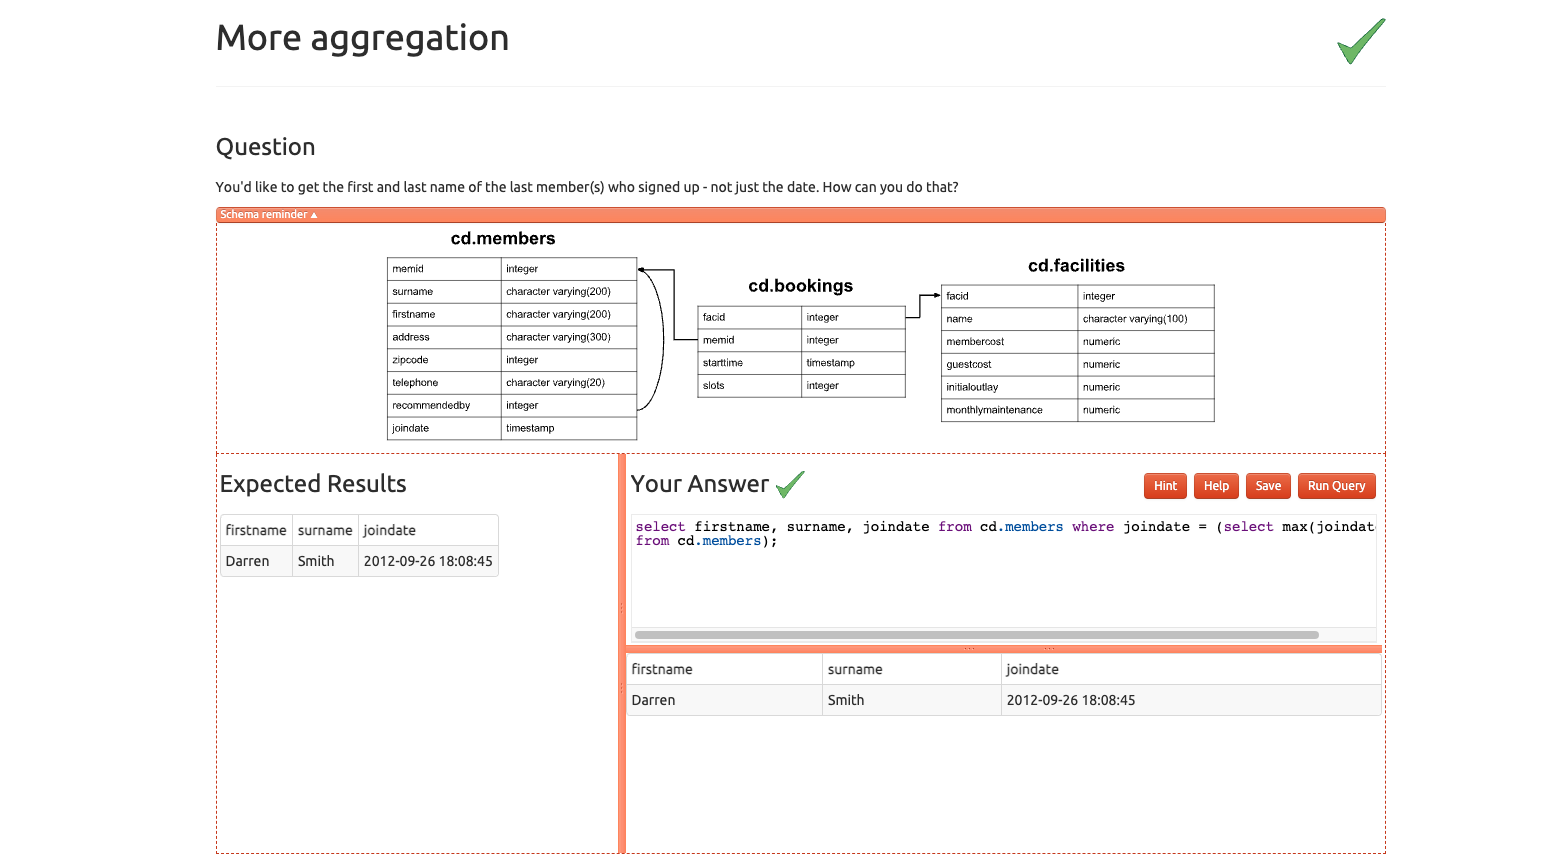 More aggregation
Question
You'd like to get the first and last name of the last member(s) who signed up - not just the date. How can you do that?
Schema reminder ▲
cd.members
memid integer
surname character varying(200)
firstname character varying(200)
address character varying(300)
zipcode integer
telephone character varying(20)
recommendedby integer
joindate timestamp
cd.bookings
facid integer
memid integer
starttime timestamp
slots integer
cd.facilities
facid integer
name character varying(100)
membercost numeric
guestcost numeric
initialoutlay numeric
monthlymaintenance numeric
Expected Results
firstname surname joindate
Darren Smith 2012-09-26 18:08:45
Your Answer
Hint Help Save Run Query
select firstname, surname, joindate from cd.members where joindate = (select max(joindat
from cd.members);
firstname surname joindate
Darren Smith 2012-09-26 18:08:45